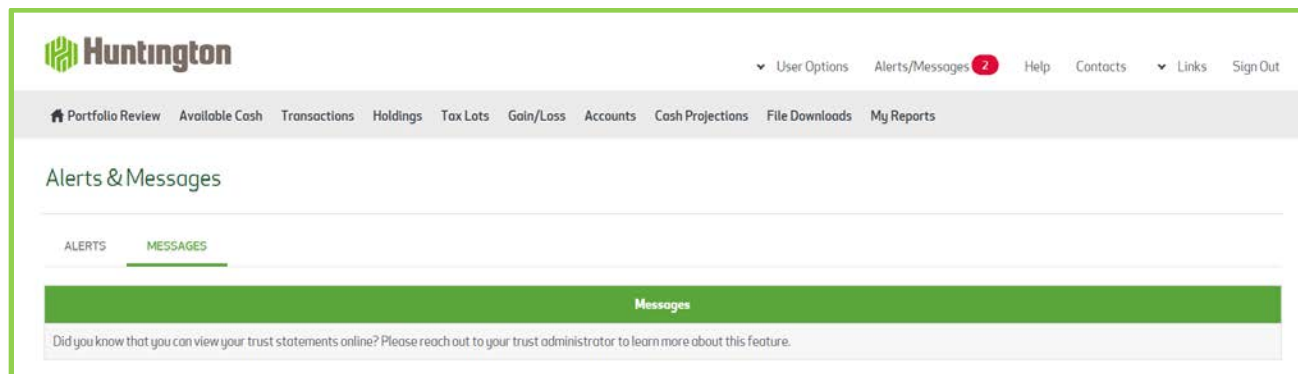 Huntington
User Options Alerts/Messages 2 Help Contacts Links Sign Out
Portfolio Review Available Cash Transactions Holdings Tax Lots Gain/Loss Accounts Cash Projections File Downloads My Reports
Alerts & Messages
ALERTS MESSAGES
Messages
Did you know that you can view your trust statements online? Please reach out to your trust administrator to learn more about this feature.